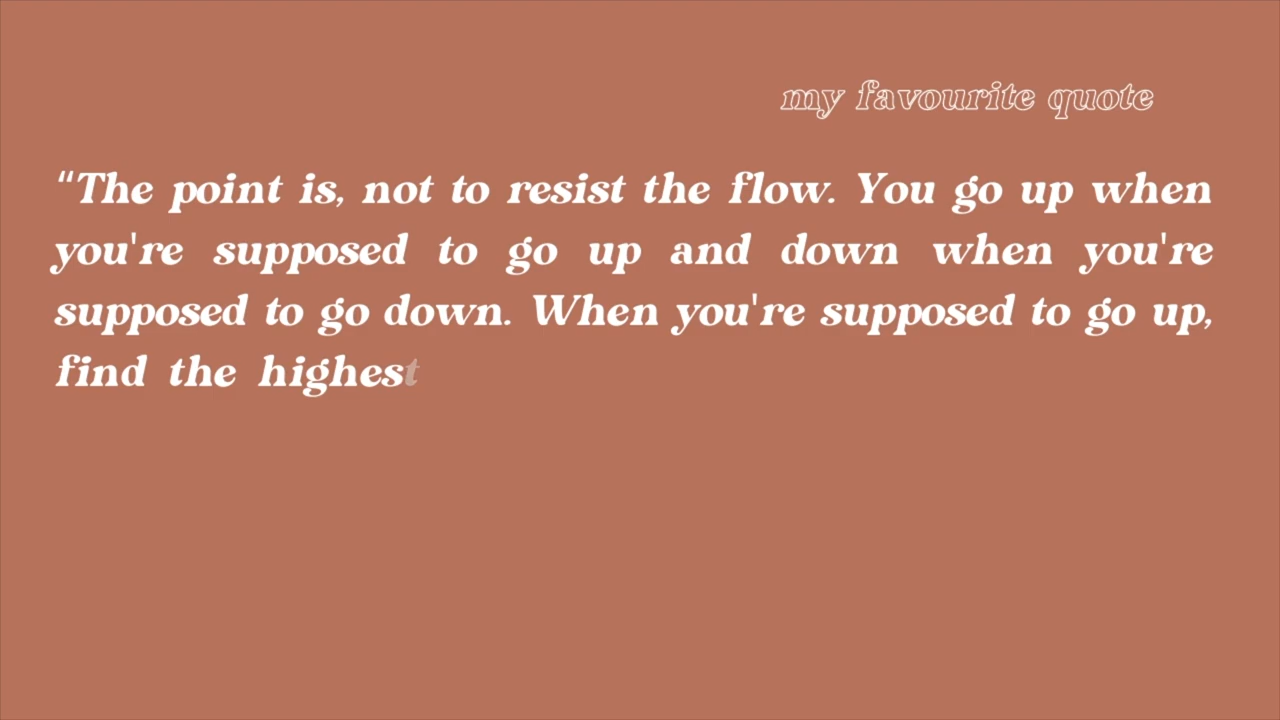 my favourite quote
“The point is, not to resist the flow. You go up when
you're supposed to go up and down when you're
supposed to go down. When you're supposed to go up,
find the highest